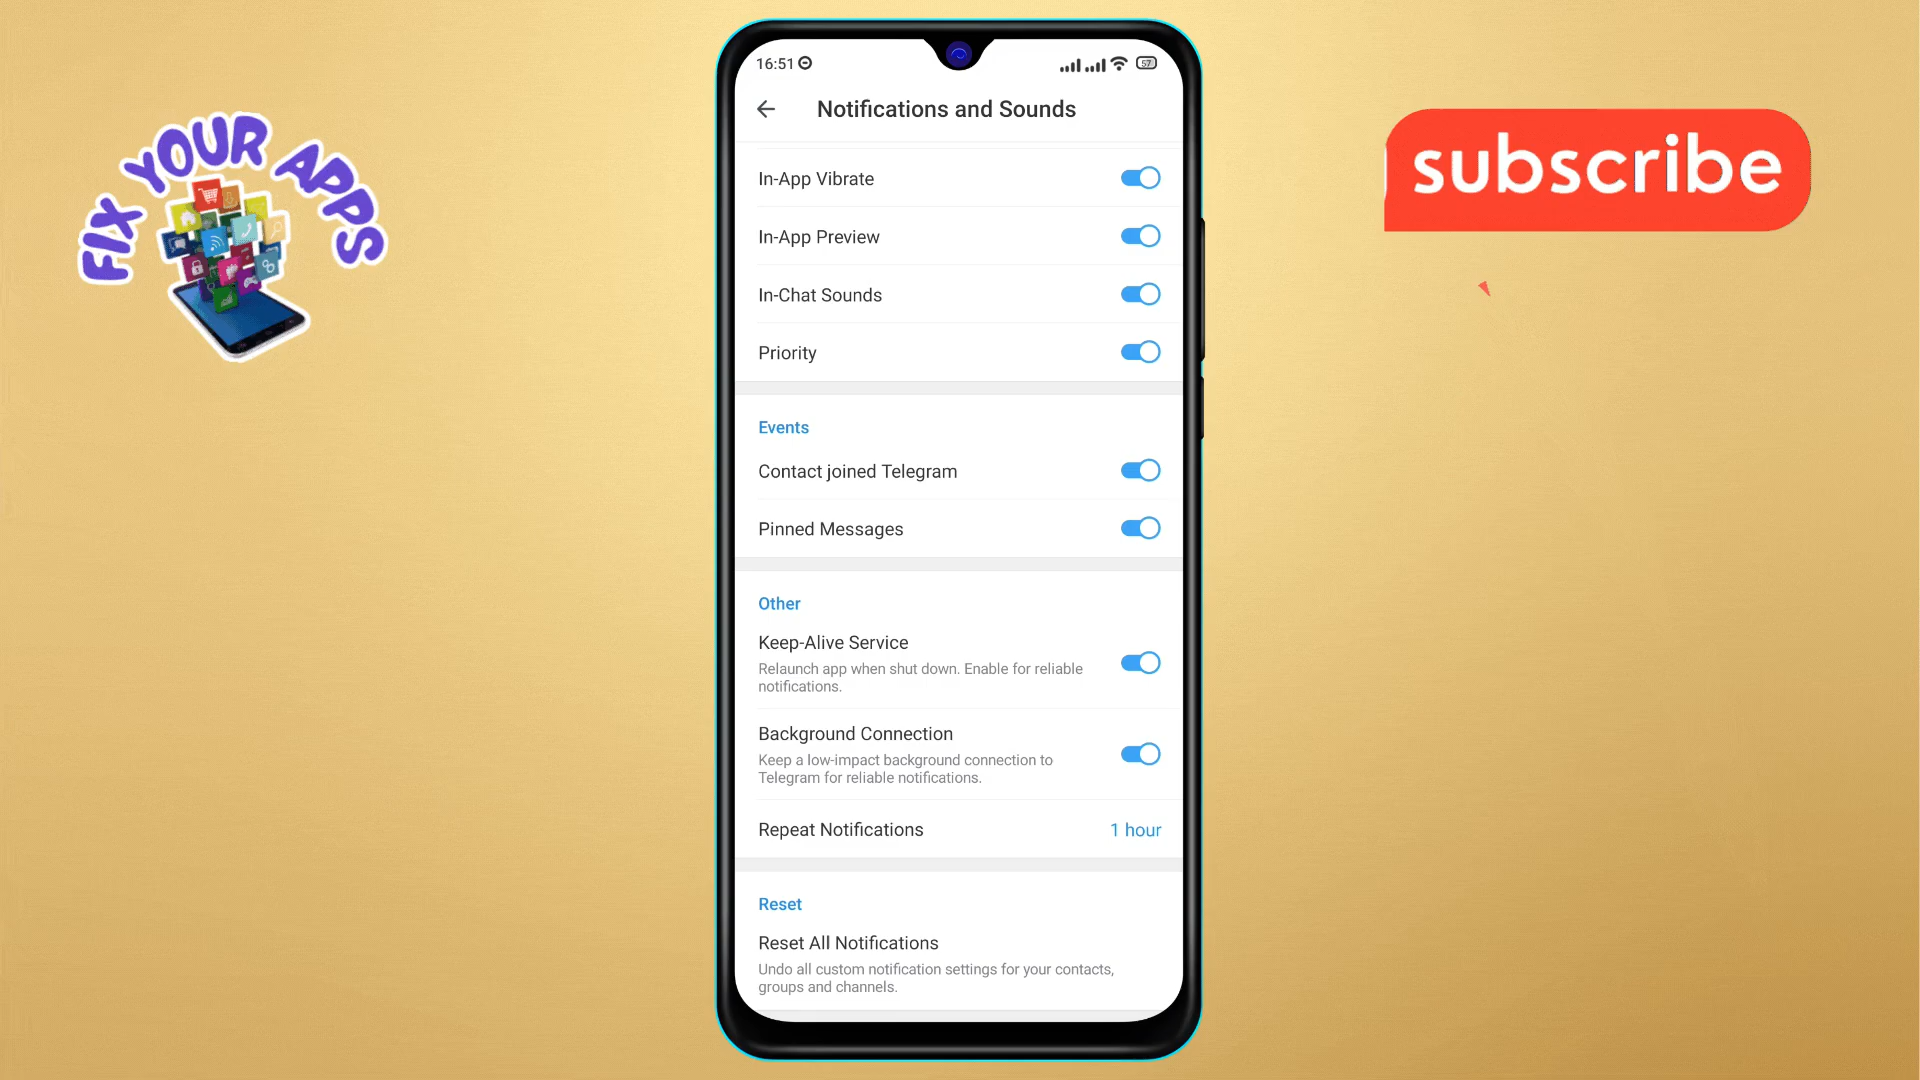 FIX YOUR APPS
16:51
57
Notifications and Sounds
In-App Vibrate
In-App Preview
In-Chat Sounds
Priority
Events
Contact joined Telegram
Pinned Messages
Other
Keep-Alive Service
Relaunch app when shut down. Enable for reliable
notifications.
Background Connection
Keep a low-impact background connection to
Telegram for reliable notifications.
Repeat Notifications
1 hour
Reset
Reset All Notifications
Undo all custom notification settings for your contacts,
groups and channels.
subscribe